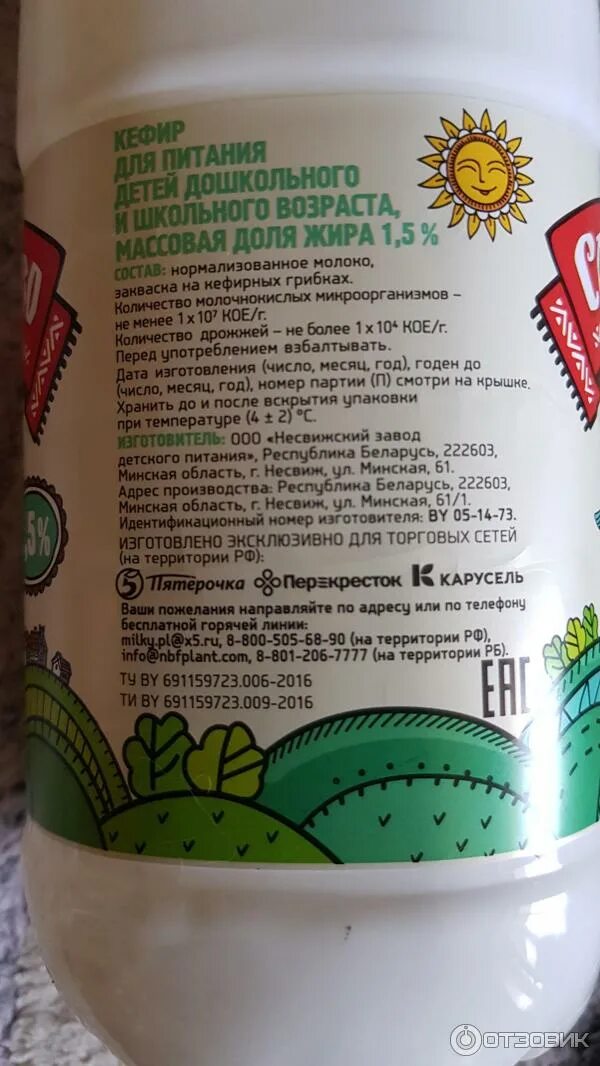 КЕФИР
ДЛЯ ПИТАНИЯ
ДЕТЕЙ ДОШКОЛЬНОГО
И ШКОЛЬНОГО ВОЗРАСТА,
МАССОВАЯ ДОЛЯ ЖИРА 1,5 %
СОСТАВ: нормализованное молоко,
закваска на кефирных грибках.
Количество молочнокислых микроорганизмов –
не менее 1 x 10⁷ КОЕ/г.
Количество дрожжей – не более 1 x 10⁴ КОЕ/г.
Перед употреблением взбалтывать.
Дата изготовления (число, месяц, год), годен до
(число, месяц, год), номер партии (П) смотри на крышке.
Хранить до и после вскрытия упаковки
при температуре (4 ± 2) °С.
ИЗГОТОВИТЕЛЬ: ООО «Несвижский завод
детского питания», Республика Беларусь, 222603,
Минская область, г. Несвиж, ул. Минская, 61.
Адрес производства: Республика Беларусь, 222603,
Минская область, г. Несвиж, ул. Минская, 61/1.
Идентификационный номер изготовителя: BY 05-14-73.
ИЗГОТОВЛЕНО ЭКСКЛЮЗИВНО ДЛЯ ТОРГОВЫХ СЕТЕЙ
(на территории РФ):
5 Пятёрочка Перекресток К КАРУСЕЛЬ
Ваши пожелания направляйте по адресу или по телефону
бесплатной горячей линии:
milky.pl@x5.ru, 8-800-505-68-90 (на территории РФ),
info@nbfplant.com, 8-801-206-7777 (на территории РБ).
ТУ BY 691159723.006-2016
ТИ BY 691159723.009-2016
EAC
,5%
ОТЗОВИК